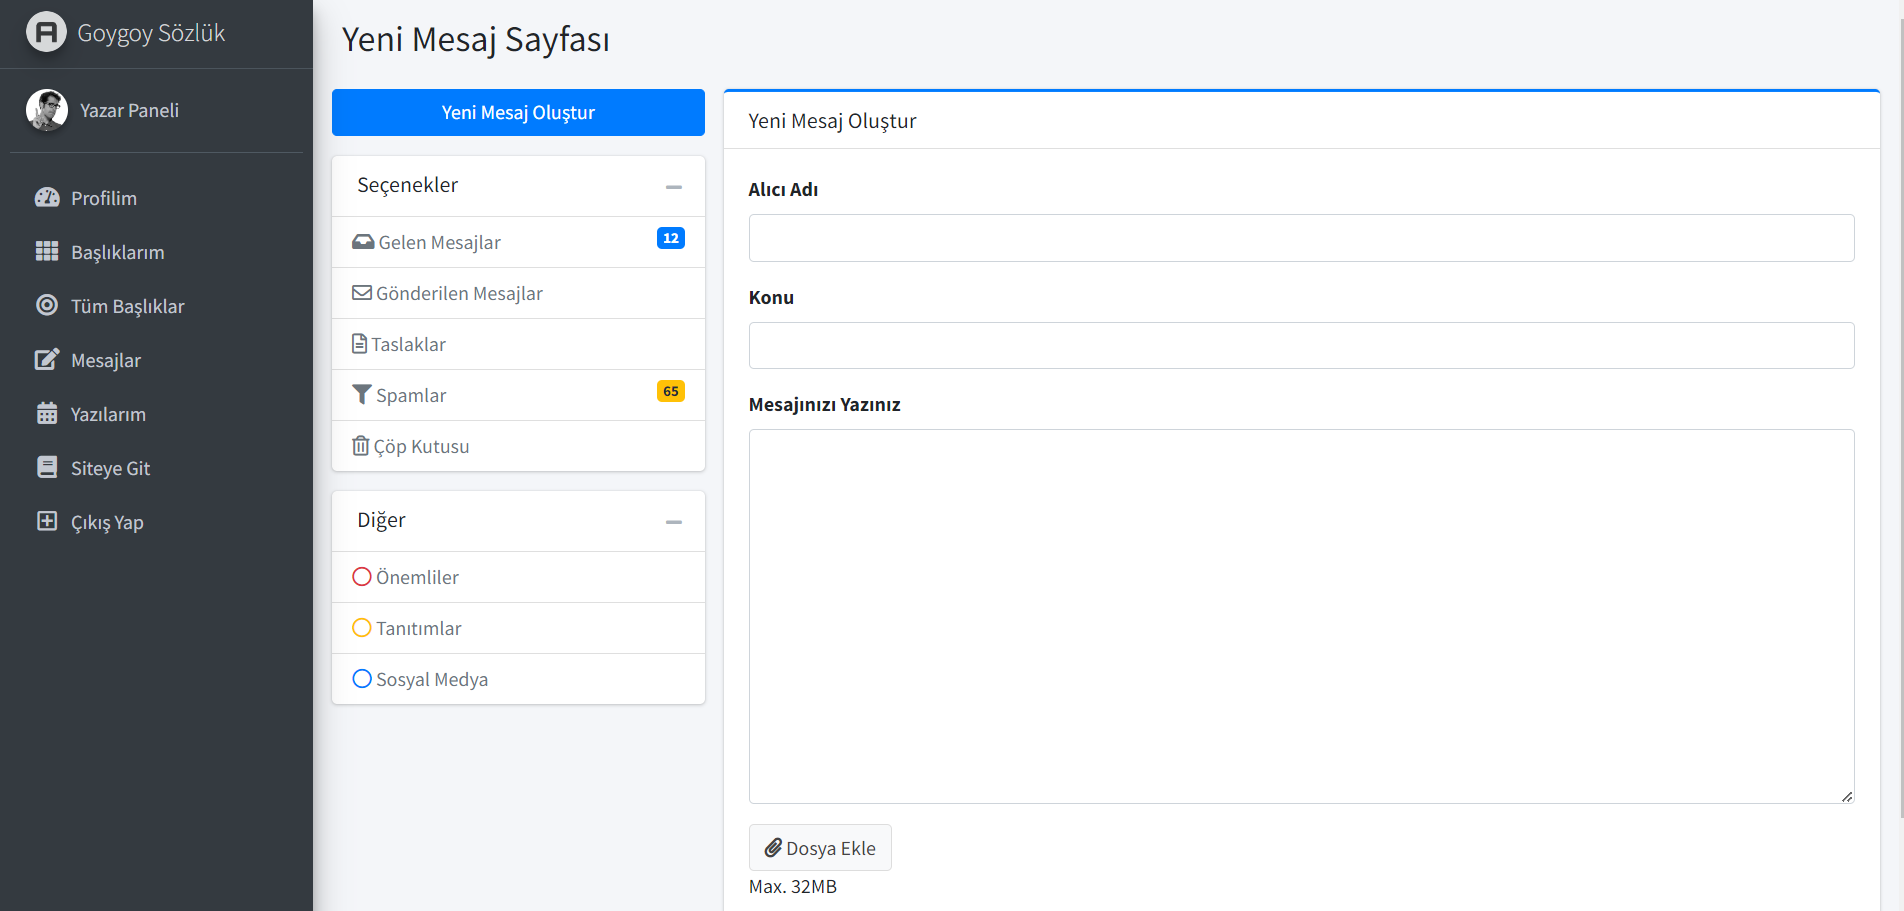 Goygoy Sözlük
Yazar Paneli
Profilim
Başlıklarım
Tüm Başlıklar
Mesajlar
Yazılarım
Siteye Git
Çıkış Yap
Yeni Mesaj Sayfası
Yeni Mesaj Oluştur
Seçenekler
Gelen Mesajlar 12
Gönderilen Mesajlar
Taslaklar
Spamlar 65
Çöp Kutusu
Diğer
Önemliler
Tanıtımlar
Sosyal Medya
Yeni Mesaj Oluştur
Alıcı Adı
Konu
Mesajınızı Yazınız
Dosya Ekle
Max. 32MB